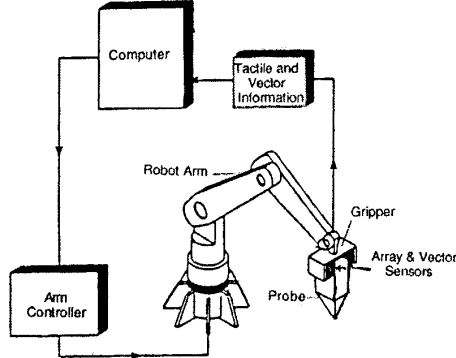 Computer
Tactile and
Vector
Information
Robot Arm
Gripper
Array & Vector
Sensors
Probe
Arm
Controller